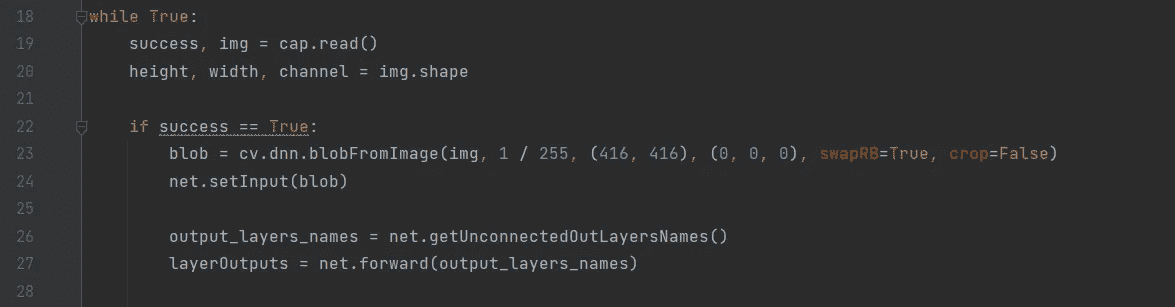 18 while True:
19 success, img = cap.read()
20 height, width, channel = img.shape
21
22 if success == True:
23 blob = cv.dnn.blobFromImage(img, 1 / 255, (416, 416), (0, 0, 0), swapRB=True, crop=False)
24 net.setInput(blob)
25
26 output_layers_names = net.getUnconnectedOutLayersNames()
27 layerOutputs = net.forward(output_layers_names)
28